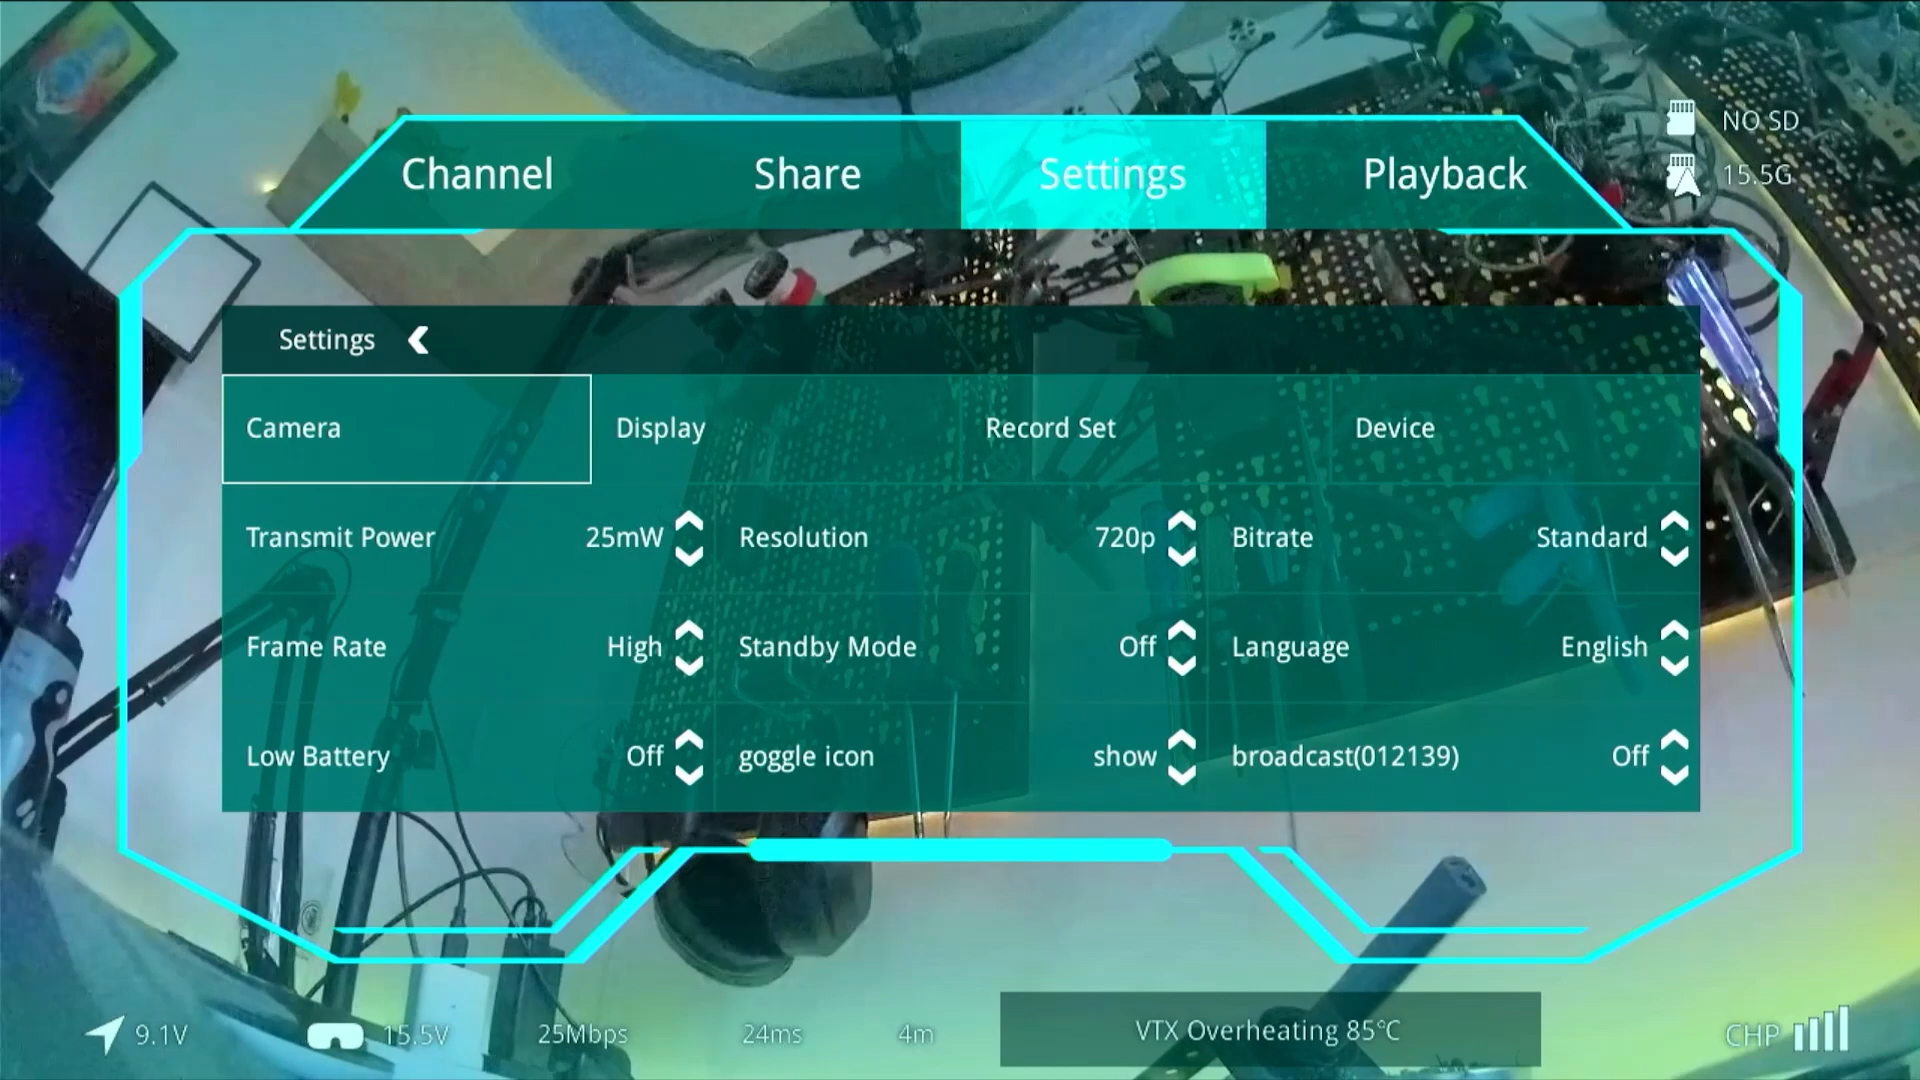 Channel Share Settings Playback
NO SD
15.5G
Settings
Camera Display Record Set Device
Transmit Power 25mW Resolution 720p Bitrate Standard
Frame Rate High Standby Mode Off Language English
Low Battery Off goggle icon show broadcast(012139) Off
9.1V 15.5V 25Mbps 24ms 4m VTX Overheating 85℃ CHP